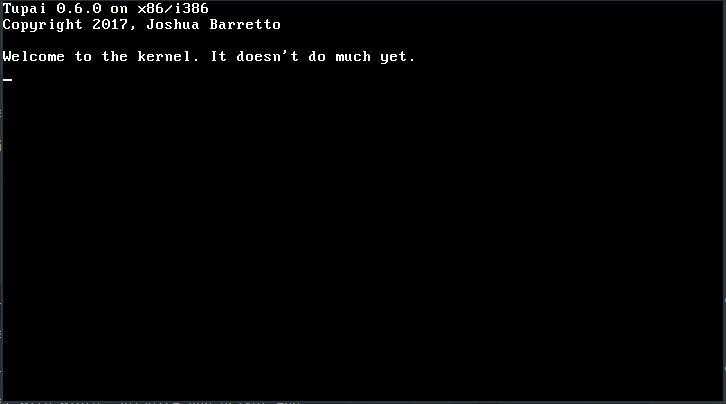 Tupai 0.6.0 on x86/i386
Copyright 2017, Joshua Barretto
Welcome to the kernel. It doesn't do much yet.